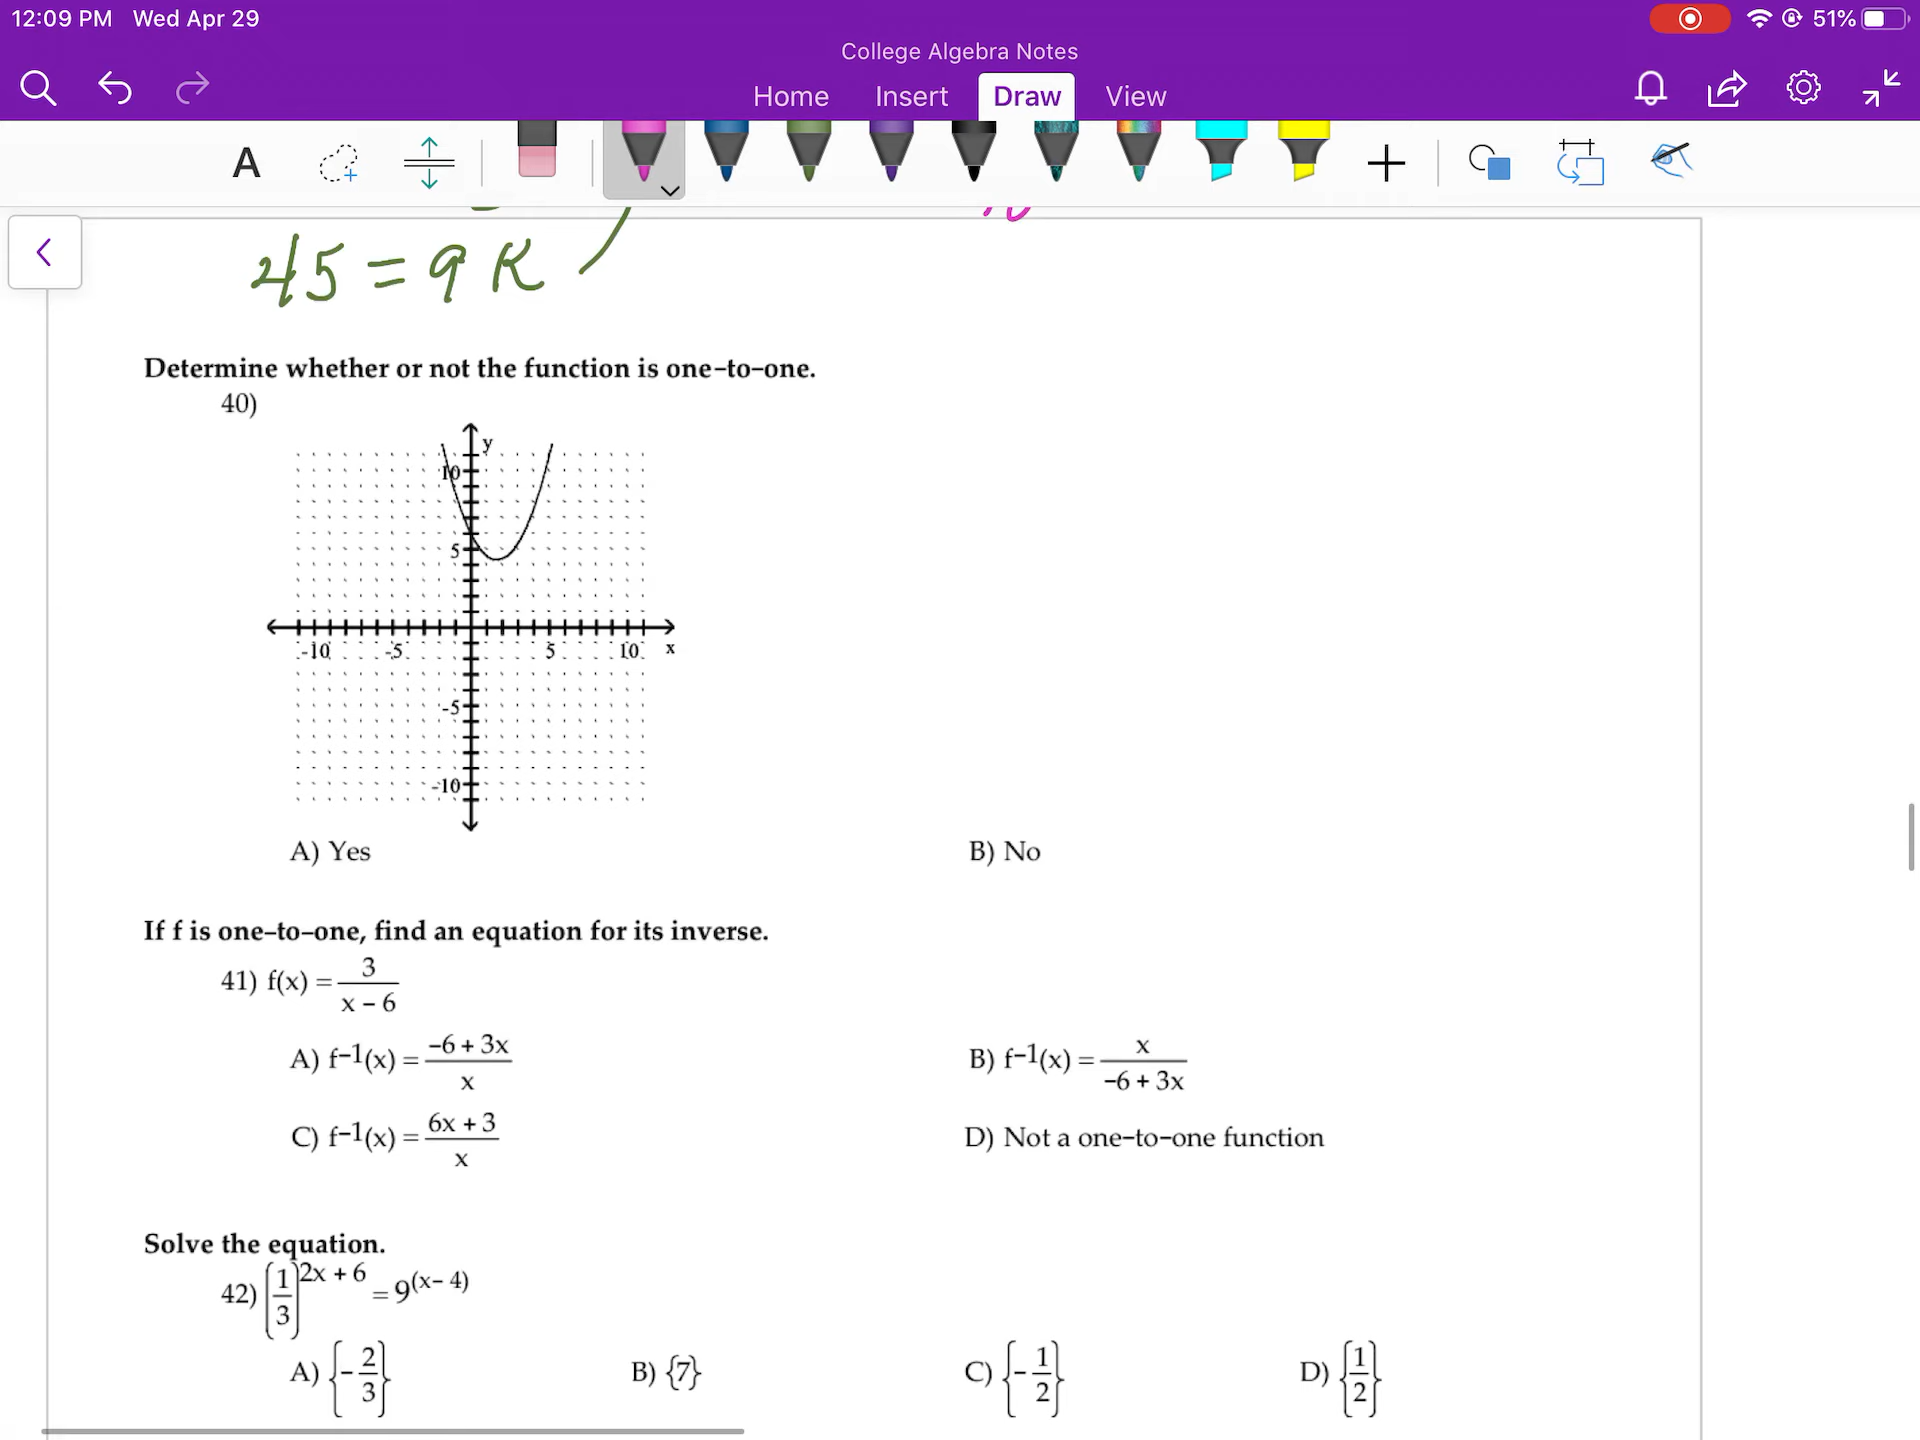 12:09 PM Wed Apr 29
51%
College Algebra Notes
Home Insert Draw View
A
45 = 9 K
Determine whether or not the function is one-to-one.
40)
y
10
5
-10 -5 5 10 x
-5
-10
A) Yes B) No
If f is one-to-one, find an equation for its inverse.
41) f(x) = 3/(x - 6)
A) f⁻¹(x) = (-6 + 3x)/x B) f⁻¹(x) = x/(-6 + 3x)
C) f⁻¹(x) = (6x + 3)/x D) Not a one-to-one function
Solve the equation.
42) (1/3)^(2x + 6) = 9^(x - 4)
A) {-2/3} B) {7} C) {-1/2} D) {1/2}